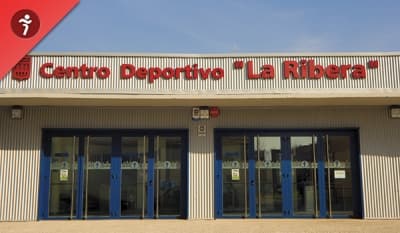 Centro Deportivo "La Ribera"